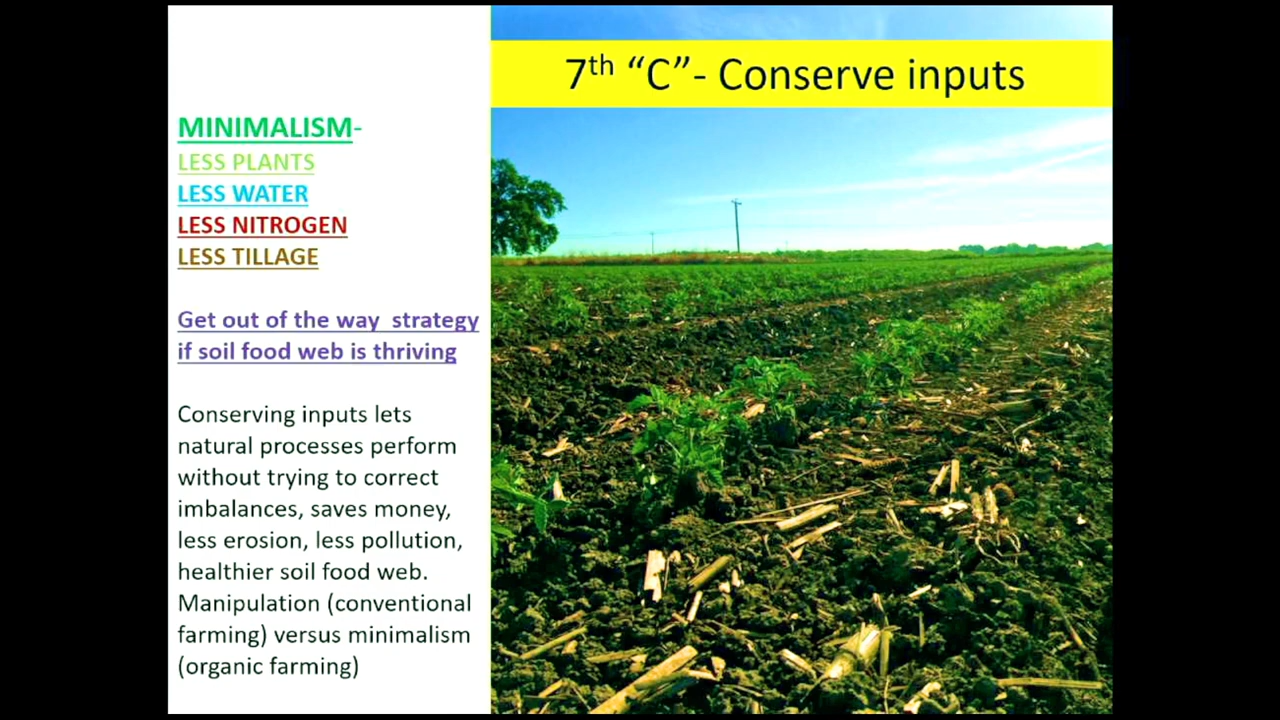 7th “C”- Conserve inputs
MINIMALISM-
LESS PLANTS
LESS WATER
LESS NITROGEN
LESS TILLAGE
Get out of the way strategy
if soil food web is thriving
Conserving inputs lets
natural processes perform
without trying to correct
imbalances, saves money,
less erosion, less pollution,
healthier soil food web.
Manipulation (conventional
farming) versus minimalism
(organic farming)